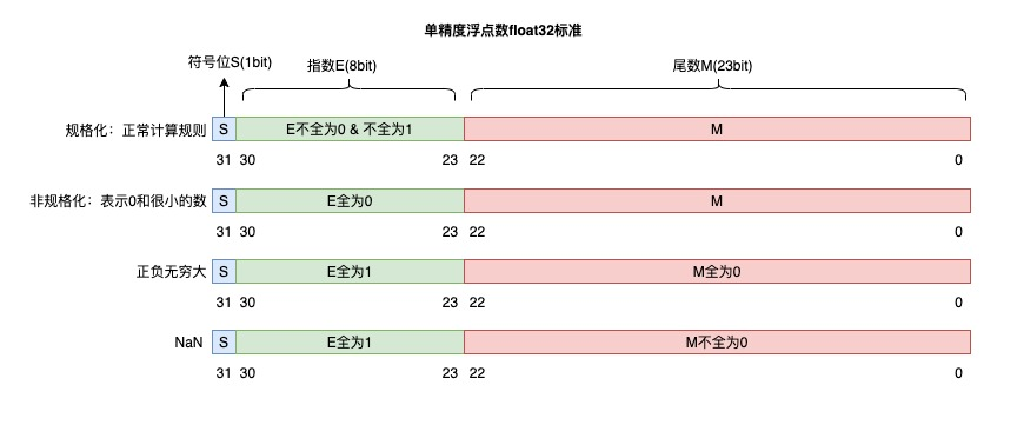 单精度浮点数float32标准
符号位S(1bit)
指数E(8bit)
尾数M(23bit)
规格化：正常计算规则 S E不全为0 & 不全为1 M
31 30 23 22 0
非规格化：表示0和很小的数 S E全为0 M
31 30 23 22 0
正负无穷大 S E全为1 M全为0
31 30 23 22 0
NaN S E全为1 M不全为0
31 30 23 22 0